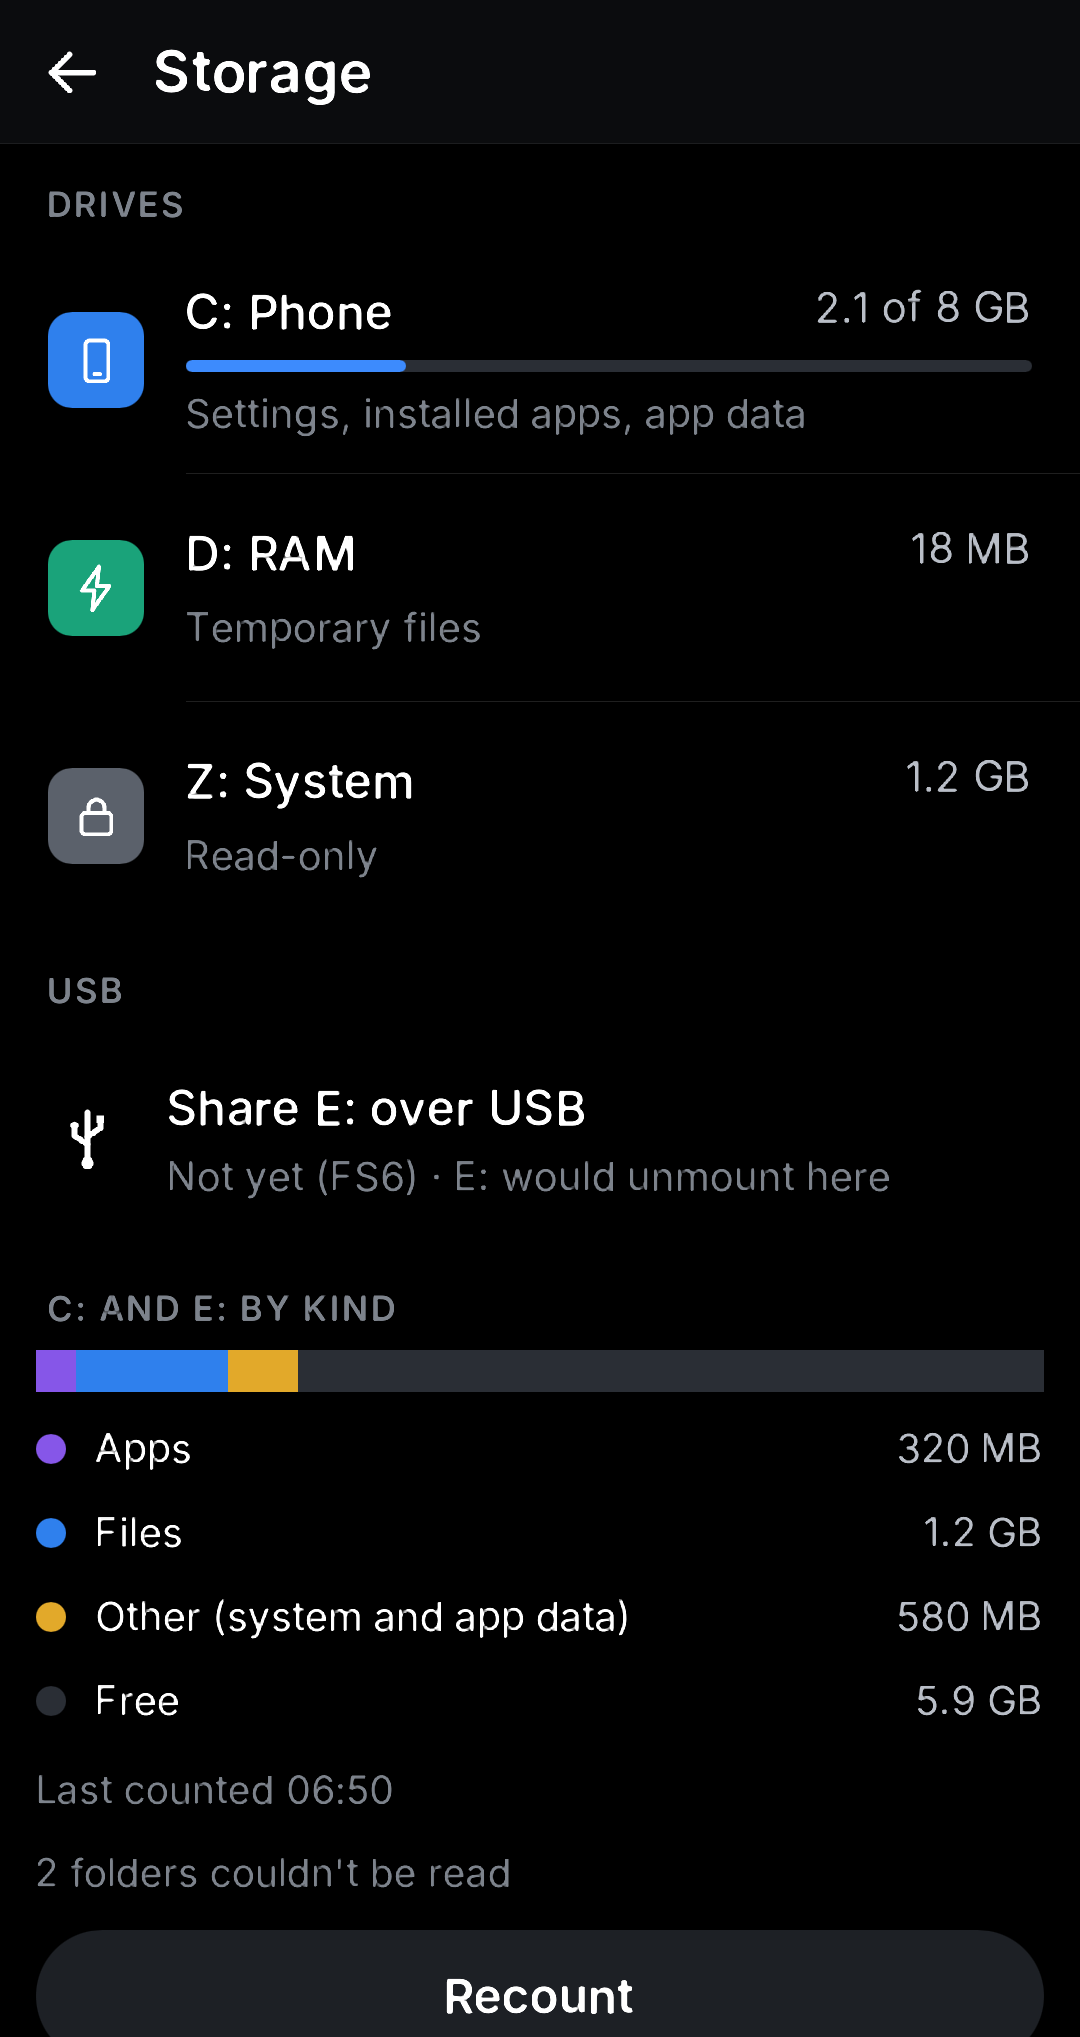 Storage
DRIVES
C: Phone
2.1 of 8 GB
Settings, installed apps, app data
D: RAM
18 MB
Temporary files
Z: System
1.2 GB
Read-only
USB
Share E: over USB
Not yet (FS6) · E: would unmount here
C: AND E: BY KIND
Apps
320 MB
Files
1.2 GB
Other (system and app data)
580 MB
Free
5.9 GB
Last counted 06:50
2 folders couldn't be read
Recount